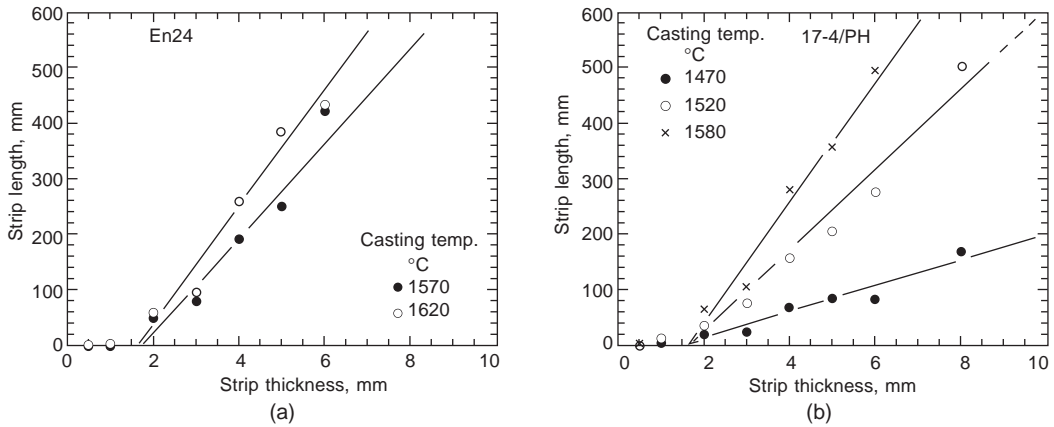 600
500
400
300
200
100
0
Strip length, mm
En24
Casting temp.
°C
1570
1620
0 2 4 6 8 10
Strip thickness, mm
(a)
600
500
400
300
200
100
0
Strip length, mm
Casting temp. 17-4/PH
°C
1470
1520
1580
0 2 4 6 8 10
Strip thickness, mm
(b)